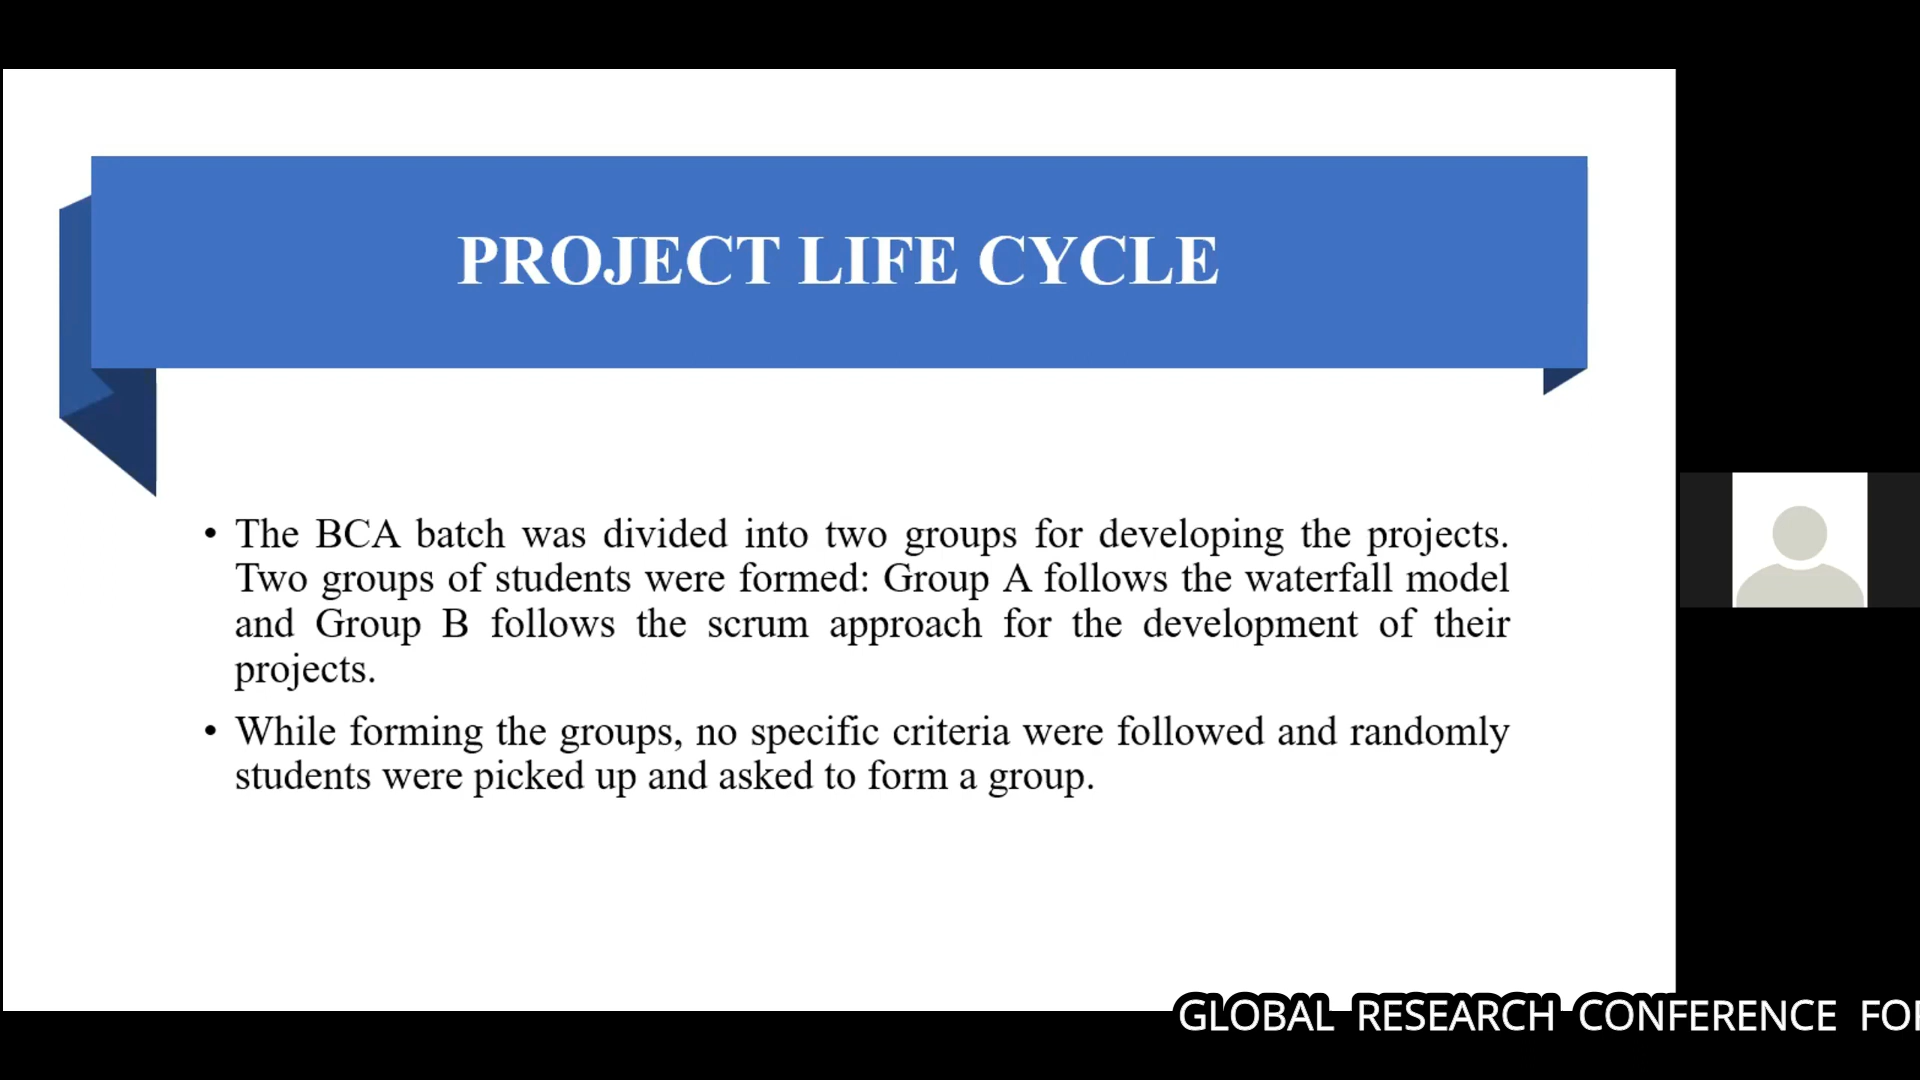 PROJECT LIFE CYCLE
• The BCA batch was divided into two groups for developing the projects.
Two groups of students were formed: Group A follows the waterfall model
and Group B follows the scrum approach for the development of their
projects.
• While forming the groups, no specific criteria were followed and randomly
students were picked up and asked to form a group.
GLOBAL RESEARCH CONFERENCE